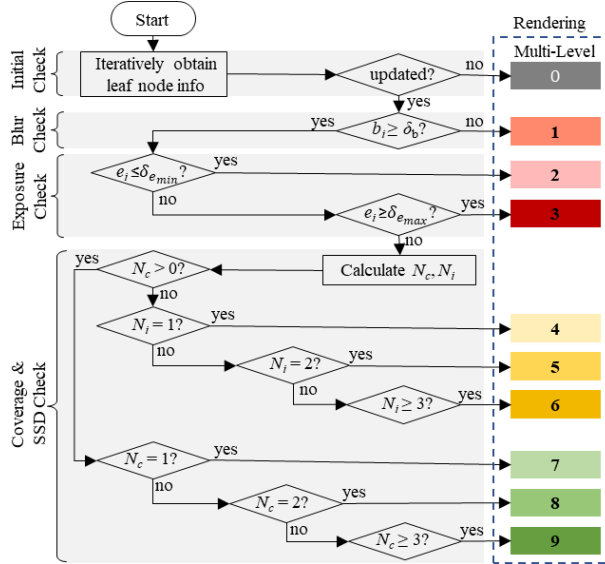 Start
Rendering
Multi-Level
Initial Check
Iteratively obtain
leaf node info
updated?
no
0
yes
Blur Check
b_i ≥ δ_b?
yes
no
1
Exposure Check
e_i ≤ δ_{e_min}?
yes
2
no
e_i ≥ δ_{e_max}?
yes
3
no
Calculate N_c, N_i
Coverage & SSD Check
N_c > 0?
yes
no
N_i = 1?
yes
4
no
N_i = 2?
yes
5
no
N_i ≥ 3?
yes
6
N_c = 1?
yes
7
no
N_c = 2?
yes
8
no
N_c ≥ 3?
yes
9